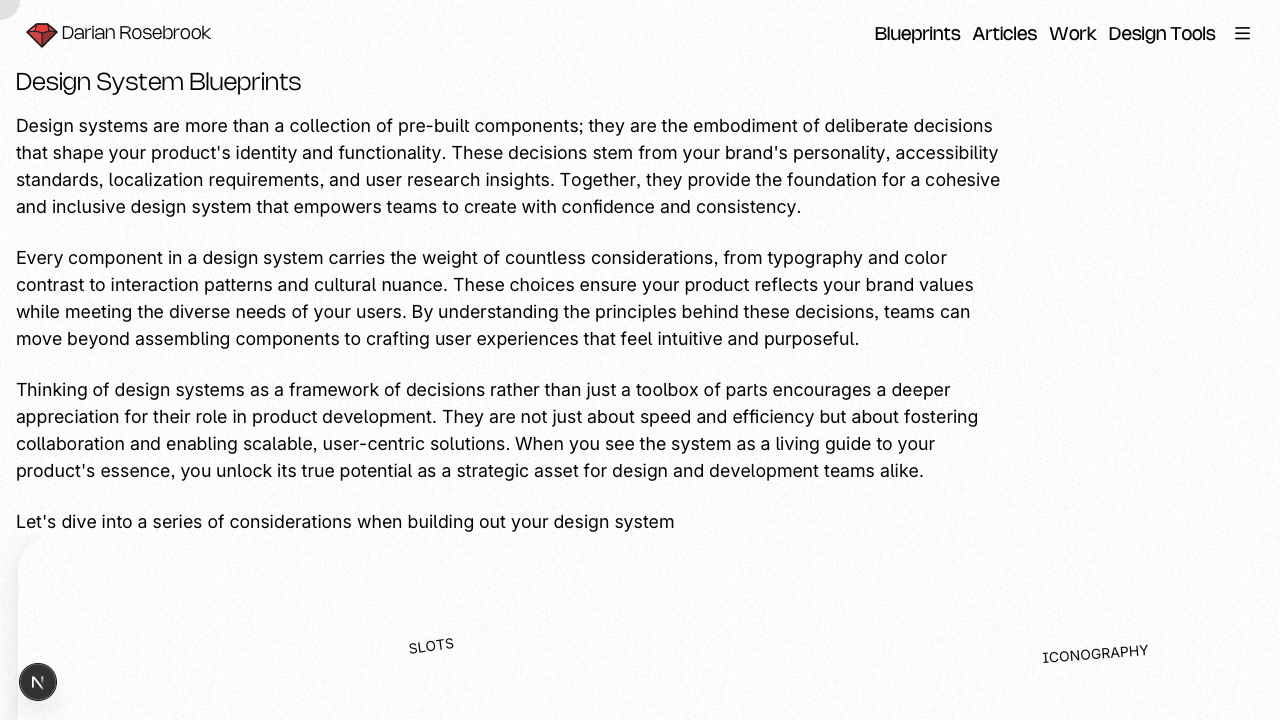 Darian Rosebrook
Blueprints Articles Work Design Tools
Design System Blueprints
Design systems are more than a collection of pre-built components; they are the embodiment of deliberate decisions
that shape your product's identity and functionality. These decisions stem from your brand's personality, accessibility
standards, localization requirements, and user research insights. Together, they provide the foundation for a cohesive
and inclusive design system that empowers teams to create with confidence and consistency.
Every component in a design system carries the weight of countless considerations, from typography and color
contrast to interaction patterns and cultural nuance. These choices ensure your product reflects your brand values
while meeting the diverse needs of your users. By understanding the principles behind these decisions, teams can
move beyond assembling components to crafting user experiences that feel intuitive and purposeful.
Thinking of design systems as a framework of decisions rather than just a toolbox of parts encourages a deeper
appreciation for their role in product development. They are not just about speed and efficiency but about fostering
collaboration and enabling scalable, user-centric solutions. When you see the system as a living guide to your
product's essence, you unlock its true potential as a strategic asset for design and development teams alike.
Let's dive into a series of considerations when building out your design system
SLOTS
ICONOGRAPHY
N